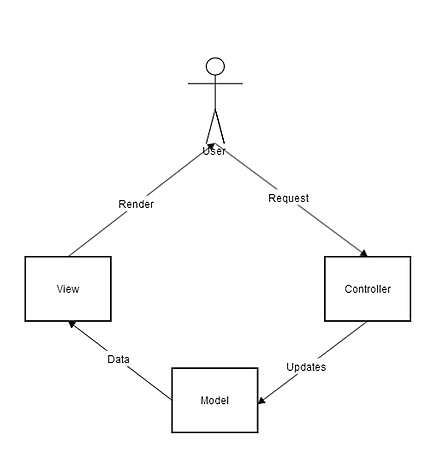 User
Render
Request
View
Controller
Data
Updates
Model